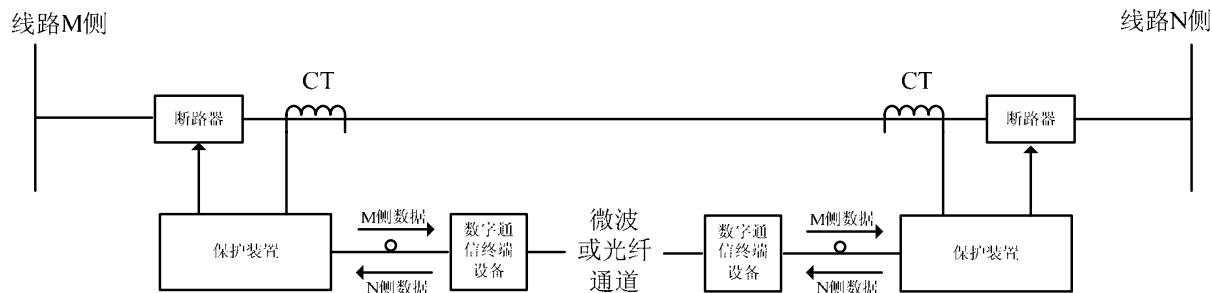 线路M侧
线路N侧
CT
CT
断路器
断路器
保护装置
M侧数据
N侧数据
数字通
信终端
设备
微波
或光纤
通道
数字通
信终端
设备
M侧数据
N侧数据
保护装置